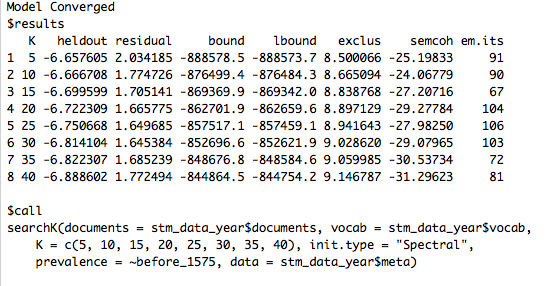 Model Converged
$results
   K   heldout residual     bound    lbound   exclus    semcoh em.its
1  5 -6.657605 2.034185 -888578.5 -888573.7 8.500066 -25.19833     91
2 10 -6.666708 1.774726 -876499.4 -876484.3 8.665094 -24.06779     90
3 15 -6.699599 1.705141 -869369.9 -869342.0 8.838768 -27.20716     67
4 20 -6.722309 1.665775 -862701.9 -862659.6 8.897129 -29.27784    104
5 25 -6.750668 1.649685 -857517.1 -857459.1 8.941643 -27.98250    106
6 30 -6.814104 1.645384 -852696.6 -852621.9 9.028620 -29.07965    103
7 35 -6.822307 1.685239 -848676.8 -848584.6 9.059985 -30.53734     72
8 40 -6.888602 1.772494 -844864.5 -844754.2 9.146787 -31.29623     81
$call
searchK(documents = stm_data_year$documents, vocab = stm_data_year$vocab,
    K = c(5, 10, 15, 20, 25, 30, 35, 40), init.type = "Spectral",
    prevalence = ~before_1575, data = stm_data_year$meta)